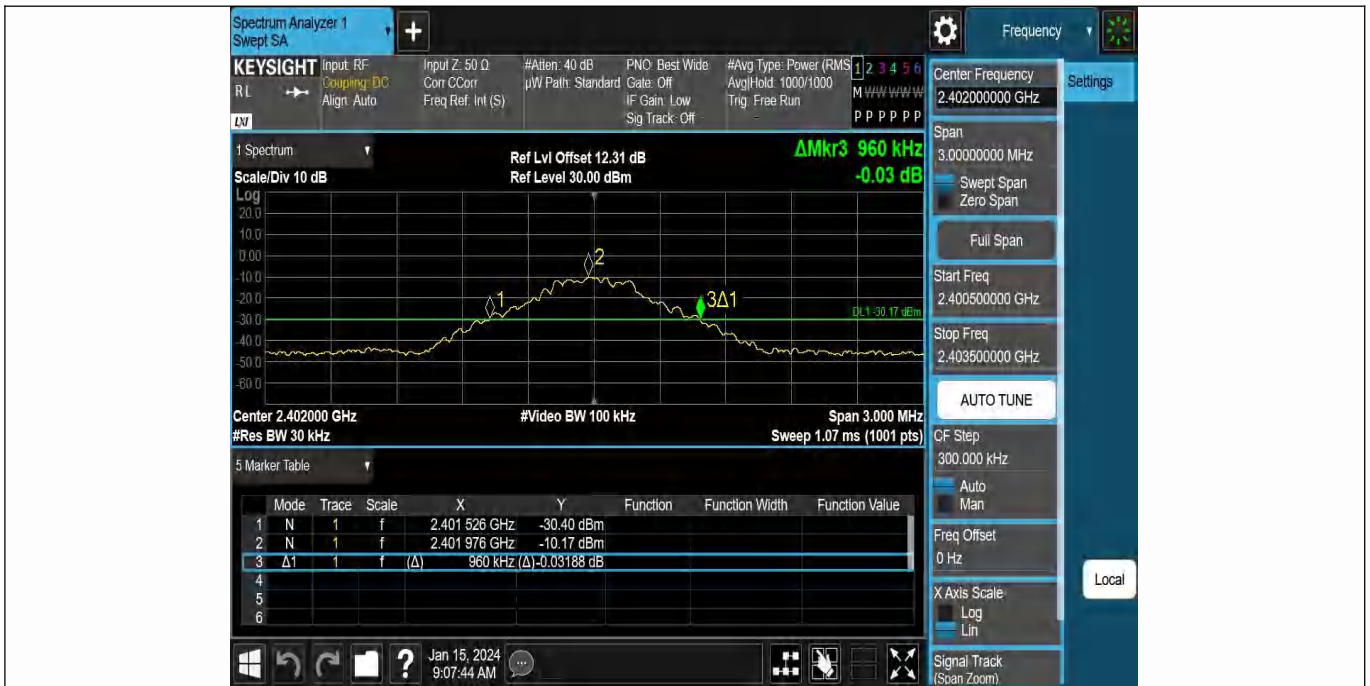 Spectrum Analyzer 1
Swept SA
+
Frequency
KEYSIGHT
RL
LXI
Input: RF
Coupling: DC
Align: Auto
Input Z: 50 Ω
Corr CCorr
Freq Ref: Int (S)
#Atten: 40 dB
µW Path: Standard
PNO: Best Wide
Gate: Off
IF Gain: Low
Sig Track: Off
#Avg Type: Power (RMS
Avg|Hold: 1000/1000
Trig: Free Run
1 2 3 4 5 6
M W W W W W
P P P P P P
Center Frequency
2.402000000 GHz
Settings
Span
3.00000000 MHz
Swept Span
Zero Span
Full Span
Start Freq
2.400500000 GHz
Stop Freq
2.403500000 GHz
AUTO TUNE
CF Step
300.000 kHz
Auto
Man
Freq Offset
0 Hz
X Axis Scale
Log
Lin
Signal Track
(Span Zoom)
Local
1 Spectrum
Scale/Div 10 dB
Ref Lvl Offset 12.31 dB
Ref Level 30.00 dBm
ΔMkr3 960 kHz
-0.03 dB
Log
20.0
10.0
0.00
-10.0
-20.0
-30.0
-40.0
-50.0
-60.0
2
1
3Δ1
DL1 -30.17 dBm
Center 2.402000 GHz
#Video BW 100 kHz
Span 3.000 MHz
#Res BW 30 kHz
Sweep 1.07 ms (1001 pts)
5 Marker Table
Mode Trace Scale X Y Function Function Width Function Value
1 N 1 f 2.401 526 GHz -30.40 dBm
2 N 1 f 2.401 976 GHz -10.17 dBm
3 Δ1 1 f (Δ) 960 kHz (Δ) -0.03188 dB
4
5
6
?
Jan 15, 2024
9:07:44 AM